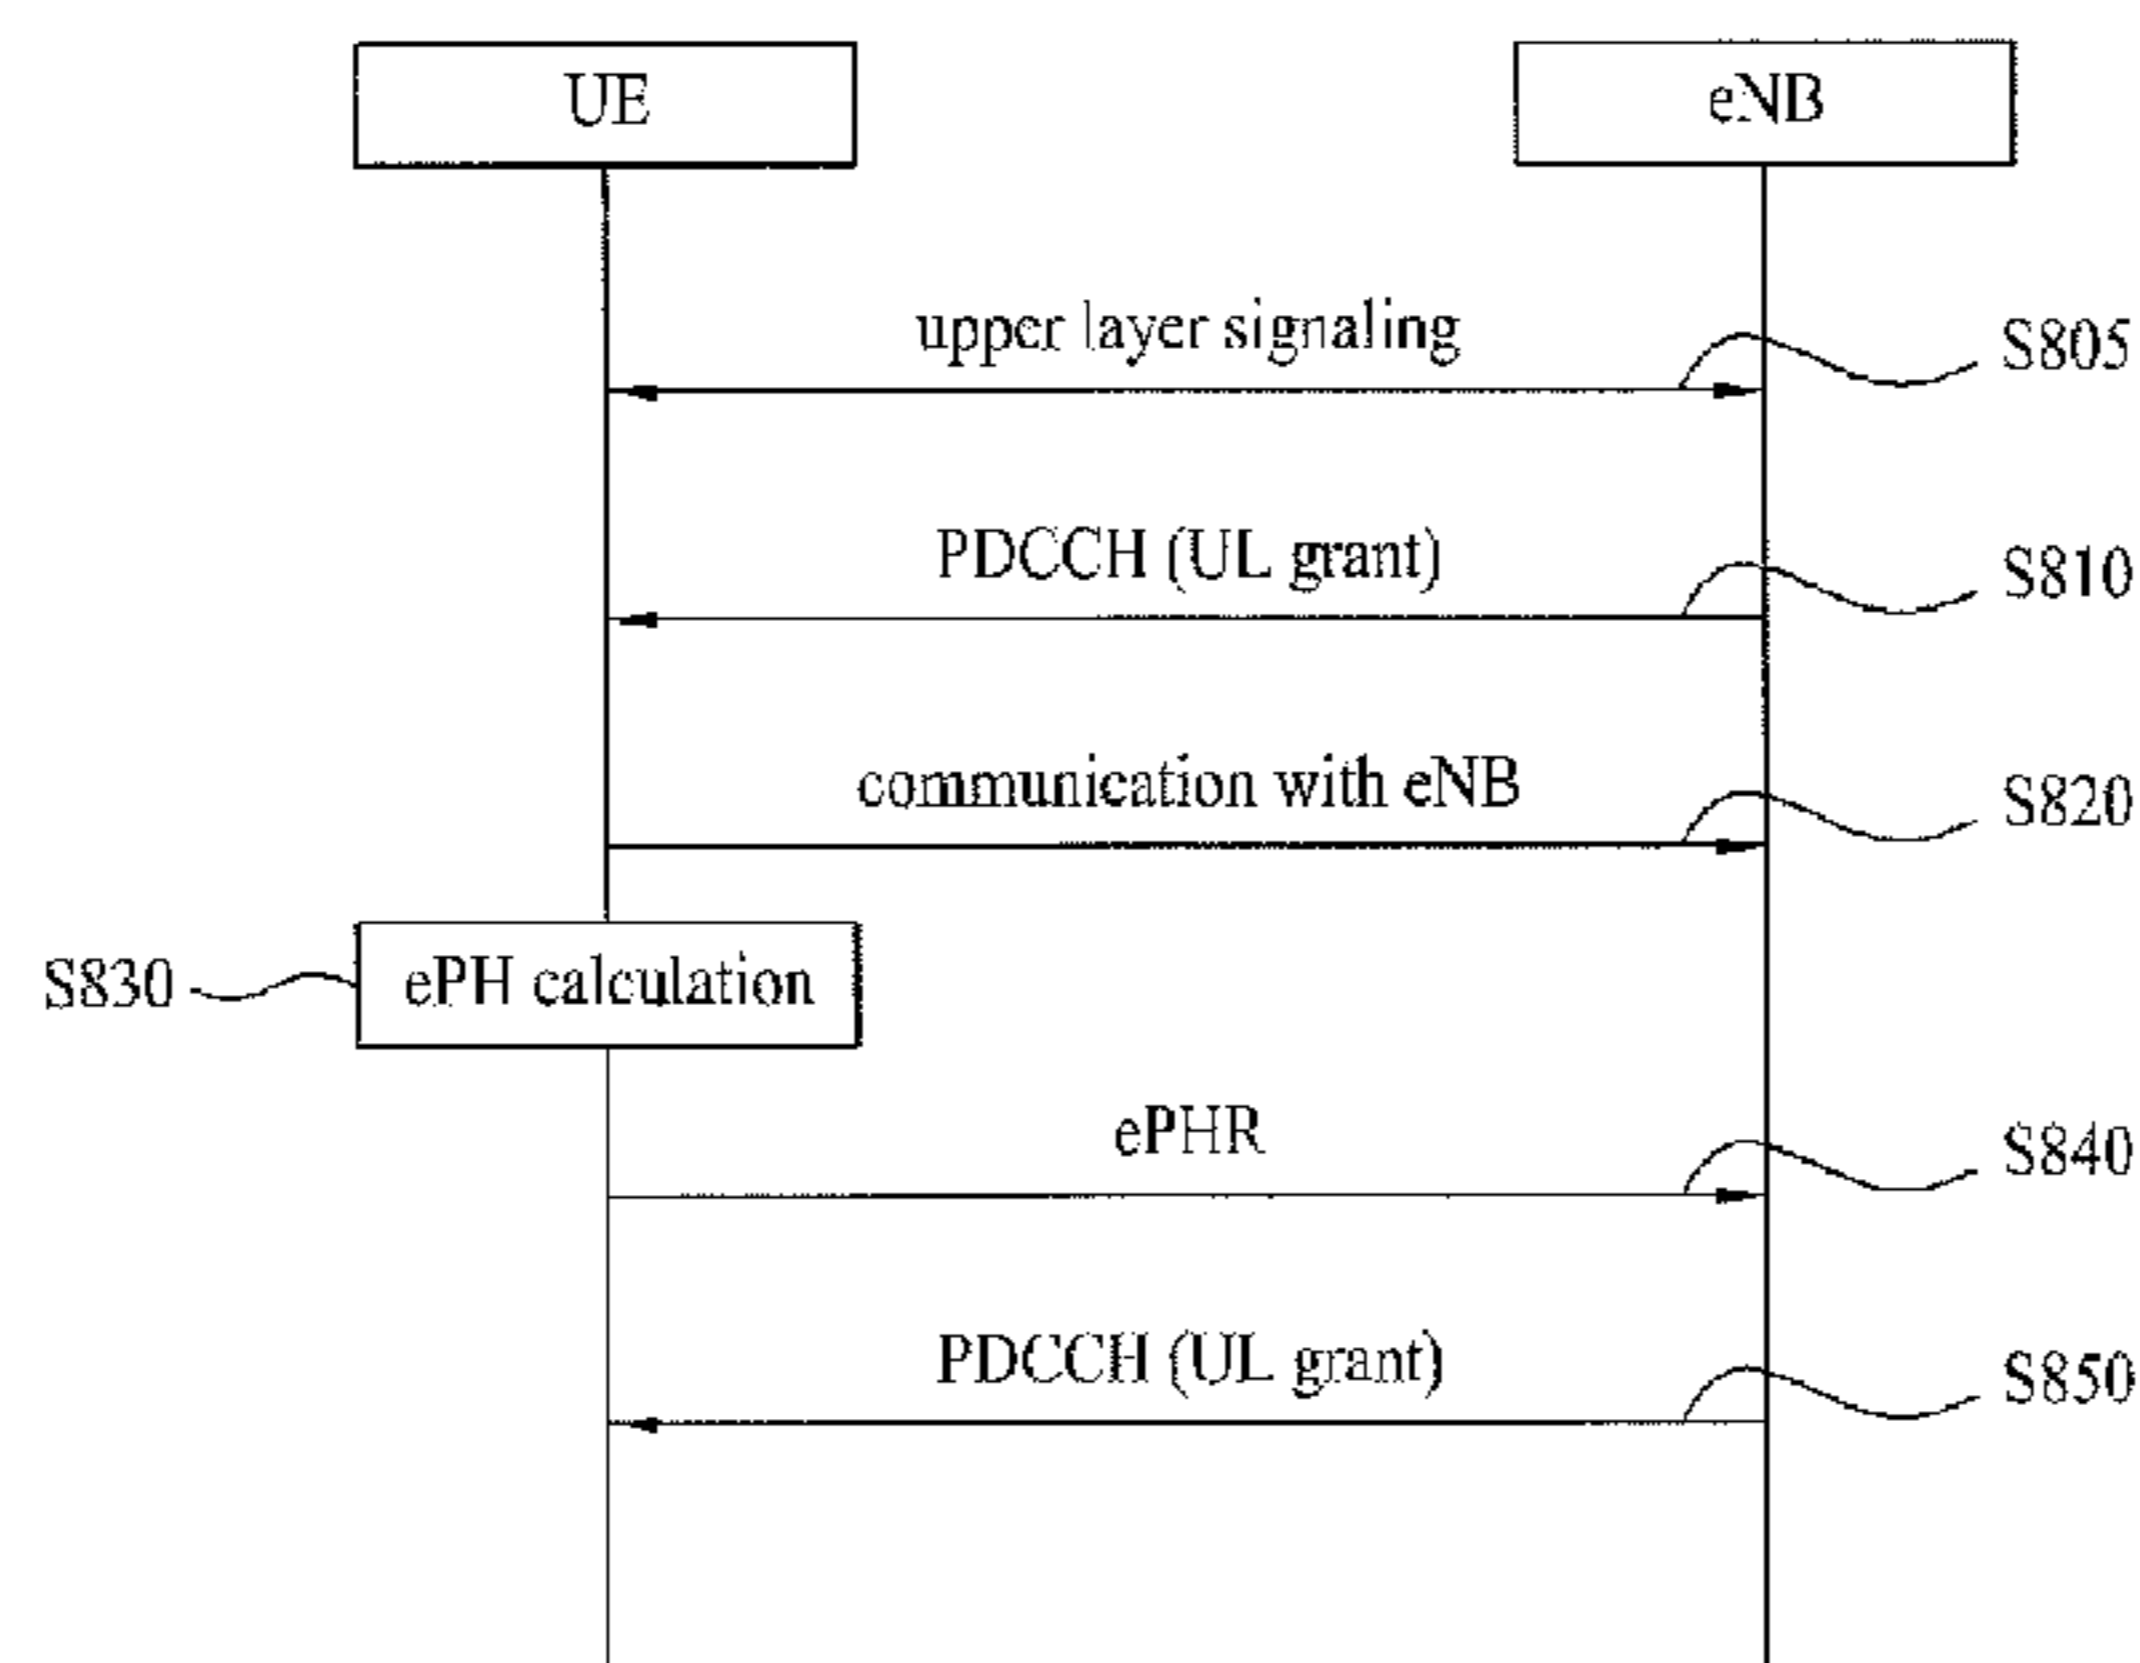 UE
eNB
upper layer signaling
S805
PDCCH (UL grant)
S810
communication with eNB
S820
S830
ePH calculation
ePHR
S840
PDCCH (UL grant)
S850